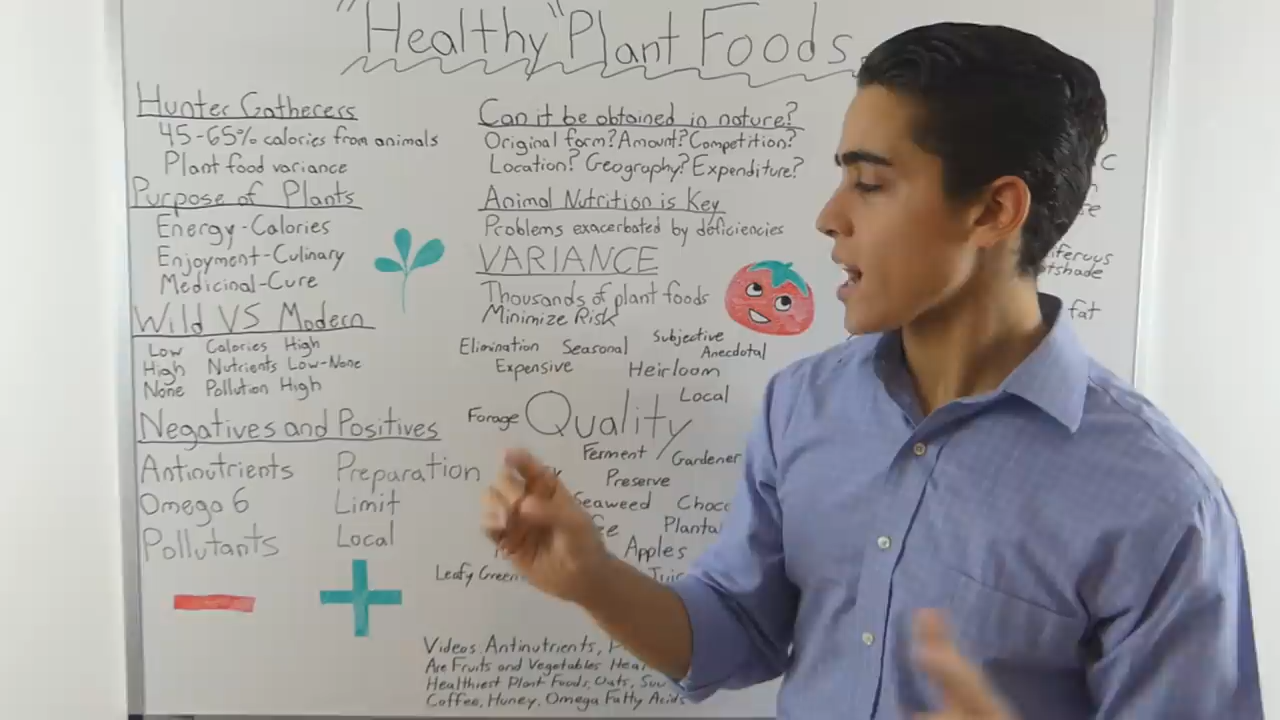 "Healthy" Plant Foods
Hunter Gatherers
45-65% calories from animals
Plant food variance
Purpose of Plants
Energy-Calories
Enjoyment-Culinary
Medicinal-Cure
Wild VS Modern
Low Calories High
High Nutrients Low-None
None Pollution High
Negatives and Positives
Antinutrients Preparation
Omega 6 Limit
Pollutants Local
Can it be obtained in nature?
Original form? Amount? Competition?
Location? Geography? Expenditure?
Animal Nutrition is Key
Problems exacerbated by deficiencies
VARIANCE
Thousands of plant foods
Minimize Risk
Elimination Seasonal Subjective
Anecdotal
Expensive Heirloom
Local
Forage Quality
Ferment Gardener
Preserve
Seaweed
Apples
Leafy Green
Videos. Antinutrients,
Are Fruits and Vegetables
Healthiest Plant Foods, Oats,
Coffee, Honey, Omega Fatty Acids
fat